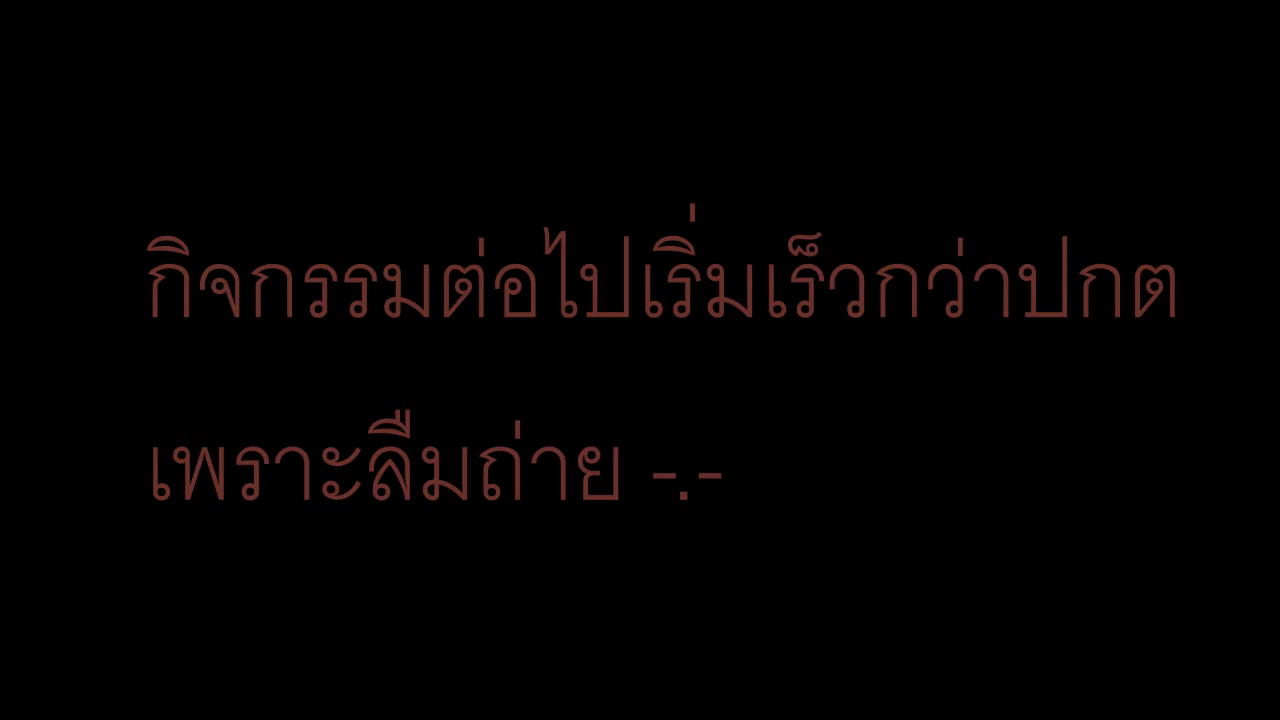 กิจกรรมต่อไปเริ่มเร็วกว่าปกต
เพราะลืมถ่าย -.-